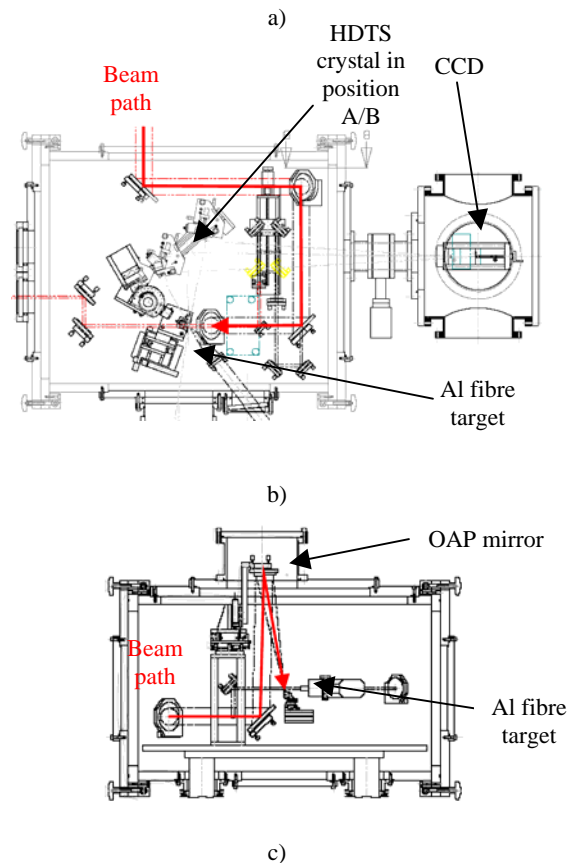 a)
HDTS
crystal in
position
A/B
CCD
Beam
path
Al fibre
target
b)
OAP mirror
Beam
path
Al fibre
target
c)